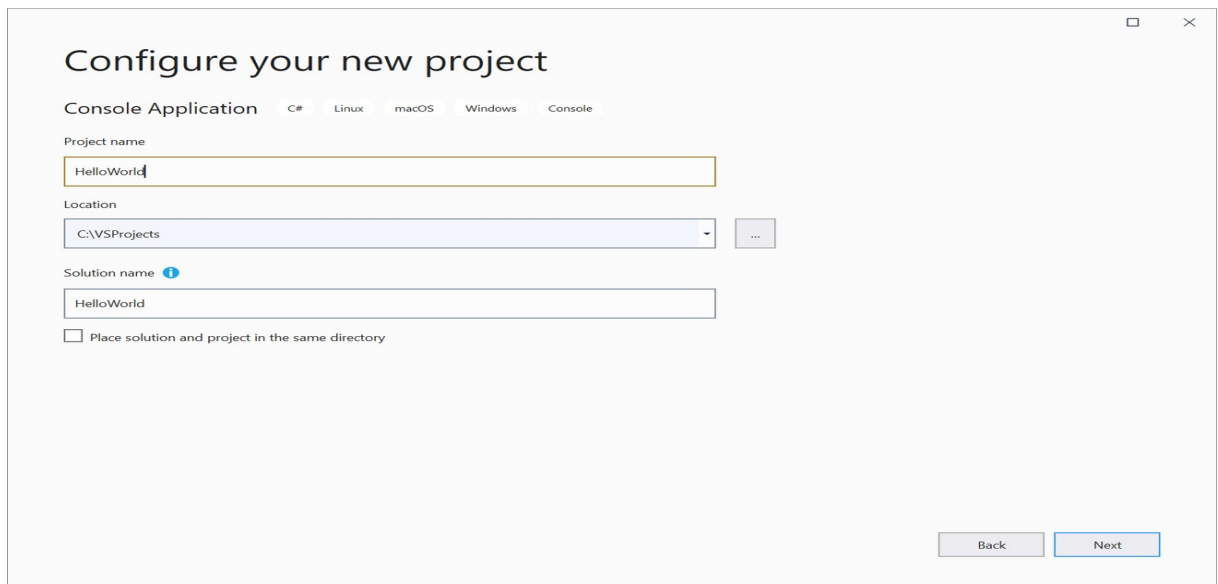 Configure your new project
Console Application C# Linux macOS Windows Console
Project name
HelloWorld
Location
C:\VSProjects ...
Solution name i
HelloWorld
Place solution and project in the same directory
Back Next